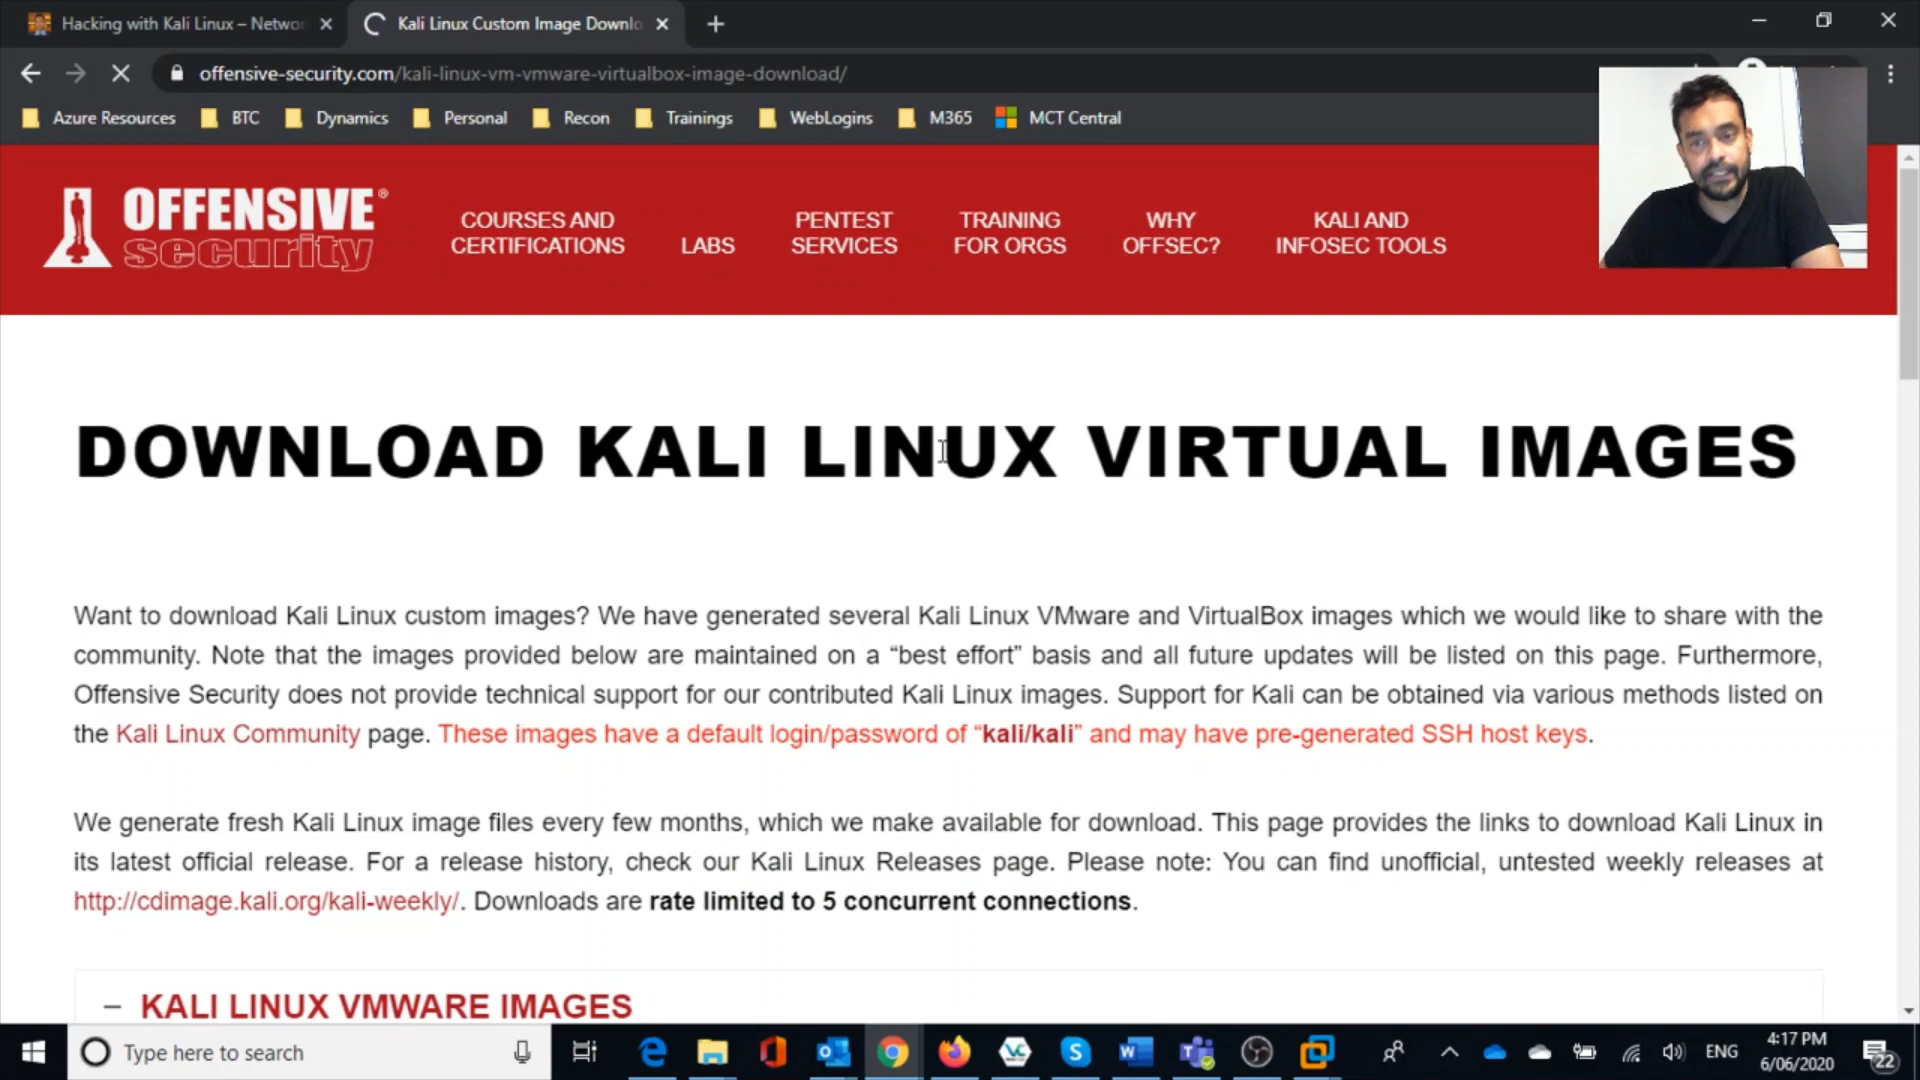 Hacking with Kali Linux – Networ
Kali Linux Custom Image Downlo
offensive-security.com/kali-linux-vm-vmware-virtualbox-image-download/
Azure Resources
BTC
Dynamics
Personal
Recon
Trainings
WebLogins
M365
MCT Central
OFFENSIVE®
security
COURSES AND
CERTIFICATIONS
LABS
PENTEST
SERVICES
TRAINING
FOR ORGS
WHY
OFFSEC?
KALI AND
INFOSEC TOOLS
DOWNLOAD KALI LINUX VIRTUAL IMAGES
Want to download Kali Linux custom images? We have generated several Kali Linux VMware and VirtualBox images which we would like to share with the
community. Note that the images provided below are maintained on a “best effort” basis and all future updates will be listed on this page. Furthermore,
Offensive Security does not provide technical support for our contributed Kali Linux images. Support for Kali can be obtained via various methods listed on
the Kali Linux Community page. These images have a default login/password of “kali/kali” and may have pre-generated SSH host keys.
We generate fresh Kali Linux image files every few months, which we make available for download. This page provides the links to download Kali Linux in
its latest official release. For a release history, check our Kali Linux Releases page. Please note: You can find unofficial, untested weekly releases at
http://cdimage.kali.org/kali-weekly/. Downloads are rate limited to 5 concurrent connections.
– KALI LINUX VMWARE IMAGES
Type here to search
ENG
4:17 PM
6/06/2020
22